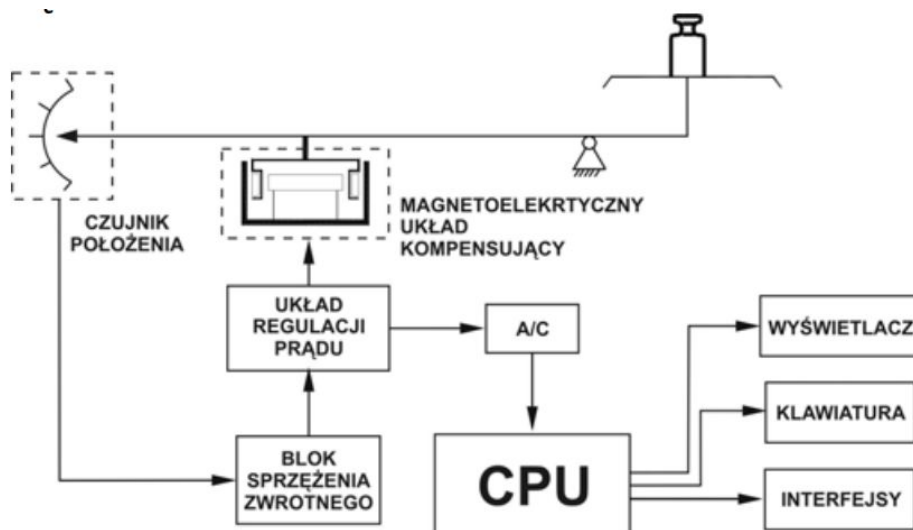 CZUJNIK
POŁOŻENIA
MAGNETOELEKRTYCZNY
UKŁAD
KOMPENSUJĄCY
UKŁAD
REGULACJI
PRĄDU
A/C
WYŚWIETLACZ
KLAWIATURA
BLOK
SPRZĘŻENIA
ZWROTNEGO
CPU
INTERFEJSY